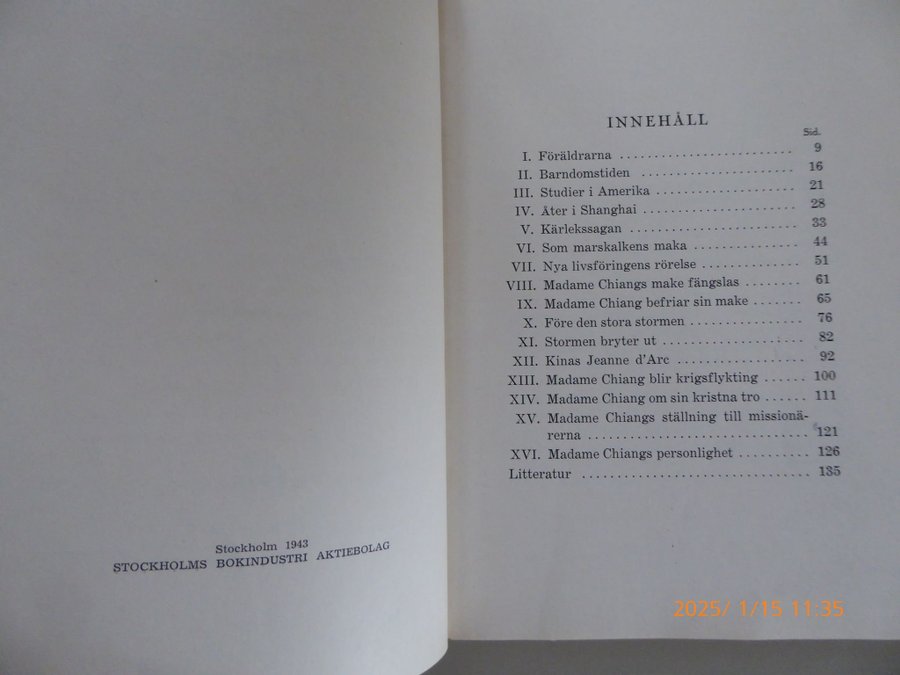 Stockholm 1943
STOCKHOLMS BOKINDUSTRI AKTIEBOLAG
INNEHÅLL
Sid.
I. Föräldrarna ......................... 9
II. Barndomstiden ...................... 16
III. Studier i Amerika .................... 21
IV. Åter i Shanghai ...................... 28
V. Kärlekssagan ........................ 33
VI. Som marskalkens maka ............... 44
VII. Nya livsföringens rörelse .............. 51
VIII. Madame Chiangs make fängslas ........ 61
IX. Madame Chiang befriar sin make ....... 65
X. Före den stora stormen ................ 76
XI. Stormen bryter ut .................... 82
XII. Kinas Jeanne d'Arc ................... 92
XIII. Madame Chiang blir krigsflykting ...... 100
XIV. Madame Chiang om sin kristna tro ...... 111
XV. Madame Chiangs ställning till missionä-
rerna ................................ 121
XVI. Madame Chiangs personlighet .......... 126
Litteratur ................................. 135
2025/ 1/15 11:35